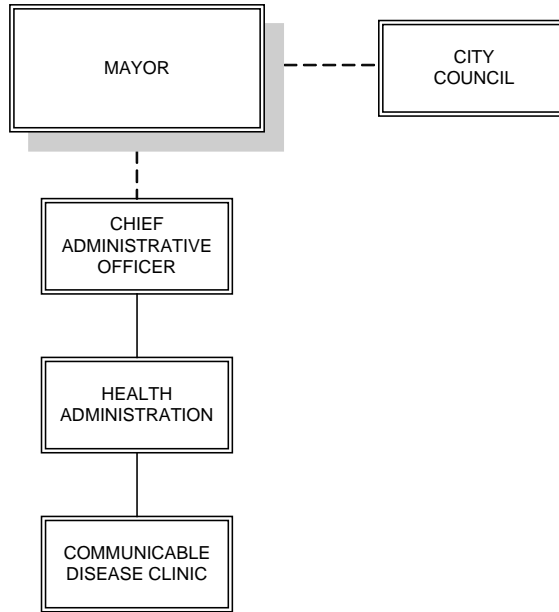 MAYOR
CITY
COUNCIL
CHIEF
ADMINISTRATIVE
OFFICER
HEALTH
ADMINISTRATION
COMMUNICABLE
DISEASE CLINIC